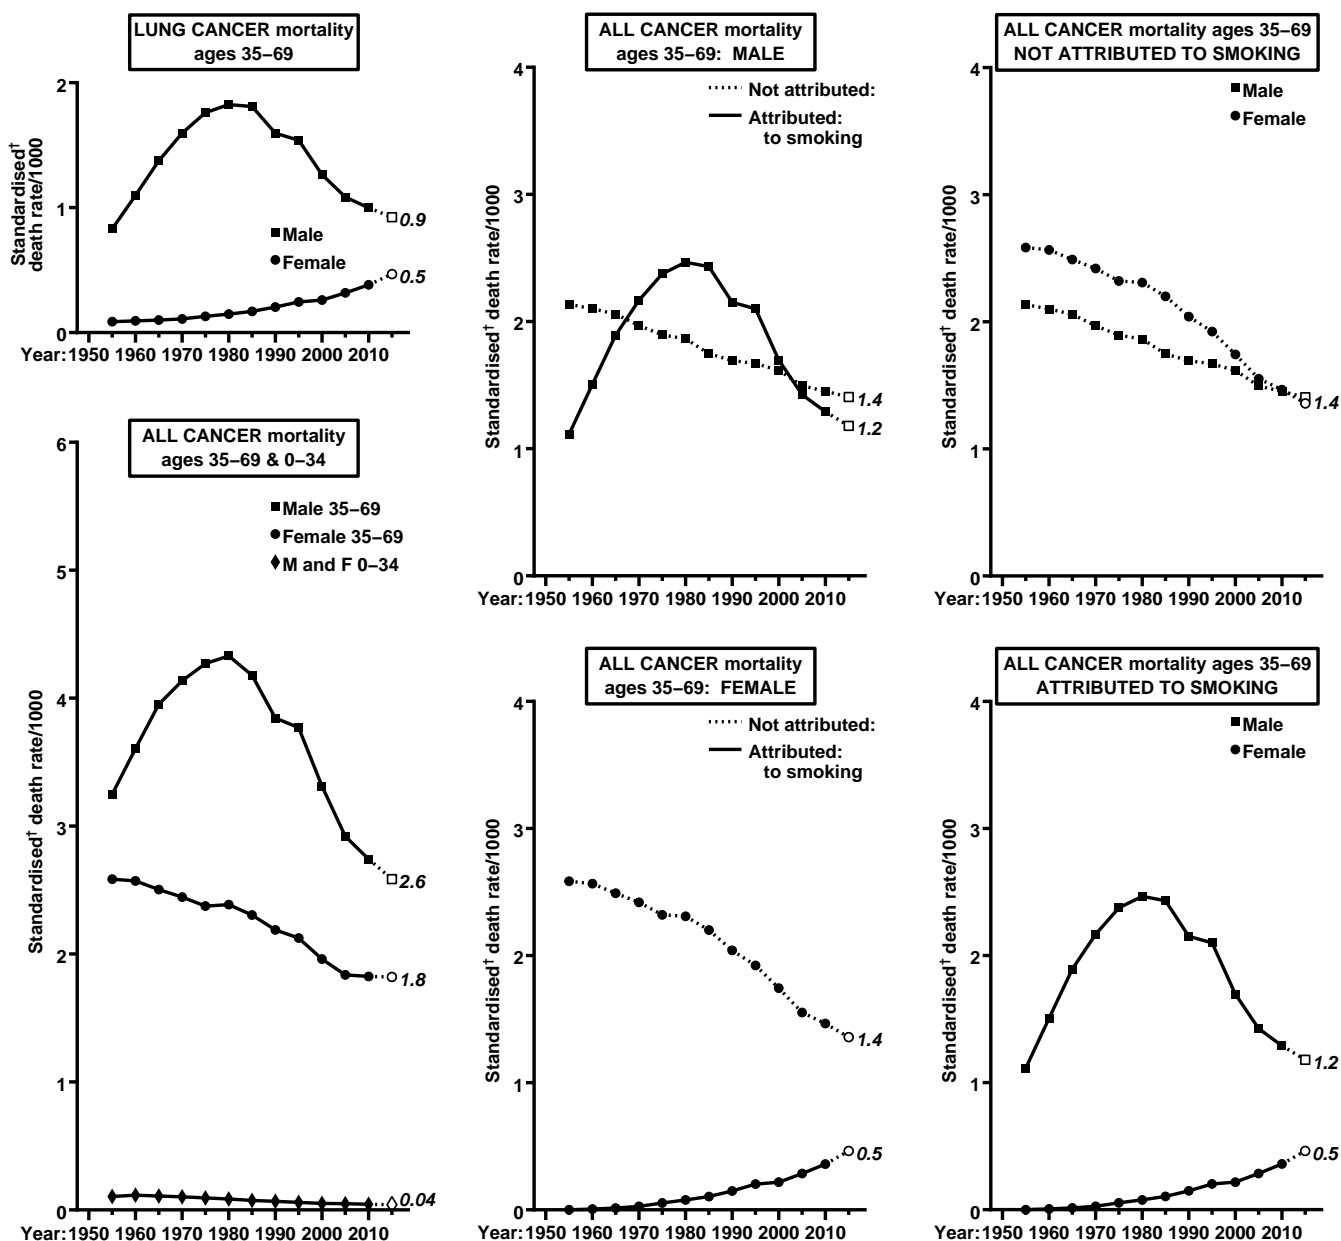 LUNG CANCER mortality
ages 35–69
Standardised†
death rate/1000
2
1
0
Male
Female
0.9
0.5
Year: 1950 1960 1970 1980 1990 2000 2010
ALL CANCER mortality
ages 35–69: MALE
Not attributed:
Attributed:
to smoking
Standardised† death rate/1000
4
3
2
1
0
1.4
1.2
Year: 1950 1960 1970 1980 1990 2000 2010
ALL CANCER mortality ages 35–69
NOT ATTRIBUTED TO SMOKING
Male
Female
Standardised† death rate/1000
4
3
2
1
0
1.4
Year: 1950 1960 1970 1980 1990 2000 2010
ALL CANCER mortality
ages 35–69 & 0–34
Male 35–69
Female 35–69
M and F 0–34
Standardised† death rate/1000
6
5
4
3
2
1
0
2.6
1.8
0.04
Year: 1950 1960 1970 1980 1990 2000 2010
ALL CANCER mortality
ages 35–69: FEMALE
Not attributed:
Attributed:
to smoking
Standardised† death rate/1000
4
3
2
1
0
1.4
0.5
Year: 1950 1960 1970 1980 1990 2000 2010
ALL CANCER mortality ages 35–69
ATTRIBUTED TO SMOKING
Male
Female
Standardised† death rate/1000
4
3
2
1
0
1.2
0.5
Year: 1950 1960 1970 1980 1990 2000 2010